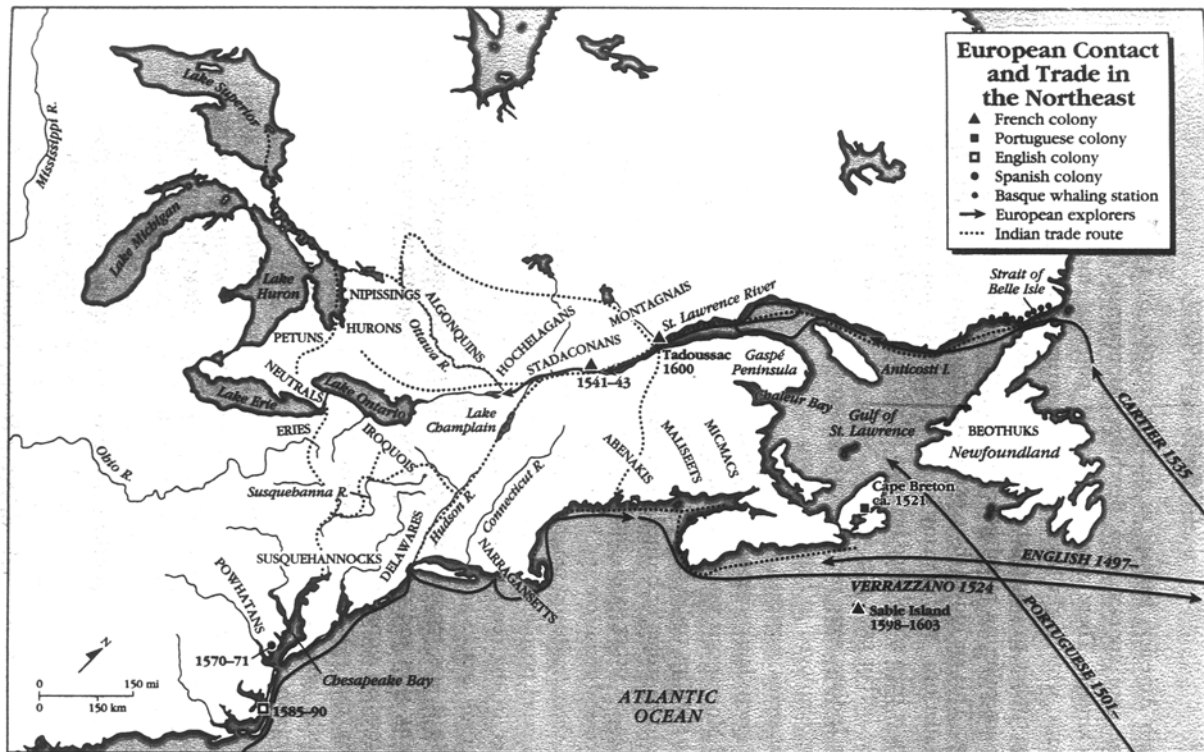 European Contact
and Trade in
the Northeast
French colony
Portuguese colony
English colony
Spanish colony
Basque whaling station
European explorers
Indian trade route
Mississippi R.
Lake Superior
Lake Michigan
Lake
Huron
NIPISSINGS
HURONS
PETUNS
NEUTRALS
Lake Erie
ERIES
Lake Ontario
IROQUOIS
ALGONQUINS
Ottawa R.
HOCHELAGANS
STADACONANS
MONTAGNAIS
St. Lawrence River
Tadoussac
1600
1541–43
Lake
Champlain
Gaspé
Peninsula
Chaleur Bay
Anticosti I.
Strait of
Belle Isle
Gulf of
St. Lawrence
BEOTHUKS
Newfoundland
CARTIER 1535
Cape Breton
ca. 1521
ABENAKIS
MALISEETS
MICMACS
Ohio R.
Susquehanna R.
SUSQUEHANNOCKS
DELAWARES
Hudson R.
Connecticut R.
NARRAGANSETTS
POWHATANS
1570–71
Chesapeake Bay
1585–90
ENGLISH 1497–
VERRAZZANO 1524
PORTUGUESE 1501–
Sable Island
1598–1603
ATLANTIC
OCEAN
N
0 150 mi
0 150 km